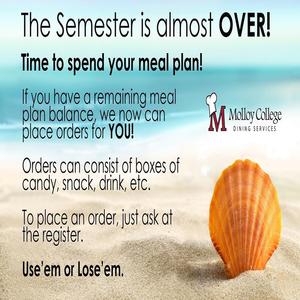 The Semester is almost OVER!
Time to spend your meal plan!
If you have a remaining meal
plan balance, we now can
place orders for YOU!
M Molloy College
DINING SERVICES
Orders can consist of boxes of
candy, snack, drink, etc.
To place an order, just ask at
the register.
Use'em or Lose'em.